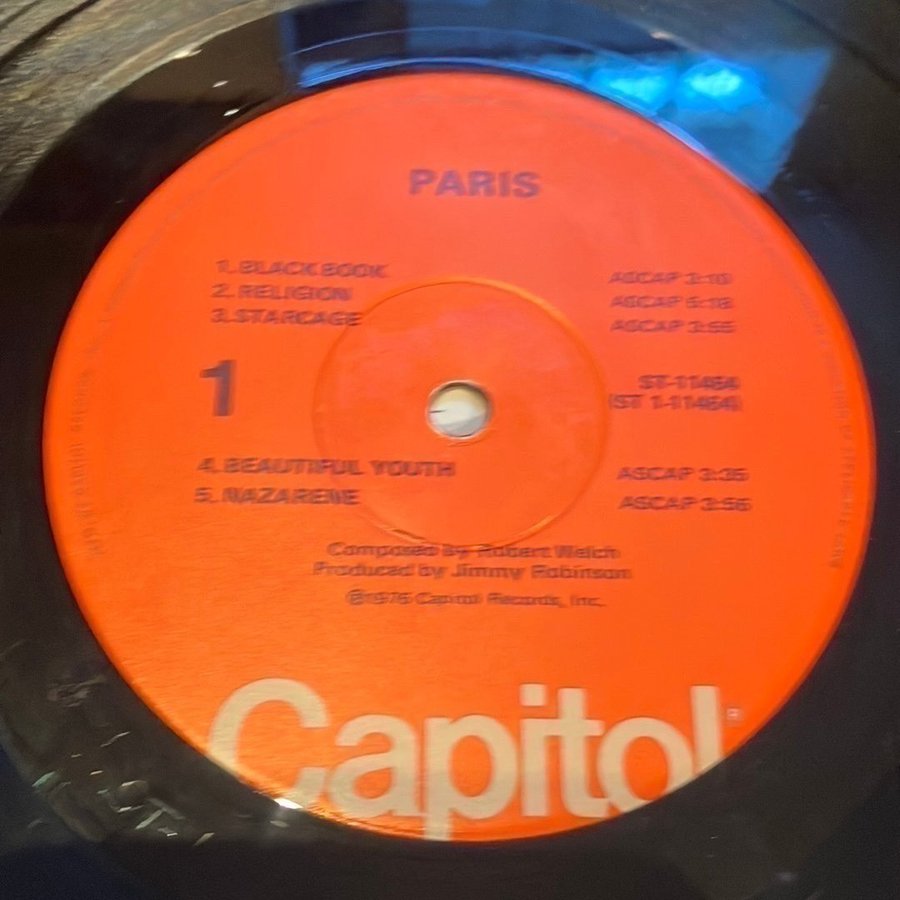 PARIS
1. BLACK BOOK ASCAP 3:10
2. RELIGION ASCAP 5:18
3. STARCAGE ASCAP 3:55
1
ST-11464
(ST 1-11464)
4. BEAUTIFUL YOUTH ASCAP 3:35
5. NAZARENE ASCAP 3:56
Composed by Robert Welch
Produced by Jimmy Robinson
℗1976 Capitol Records, Inc.
Capitol®